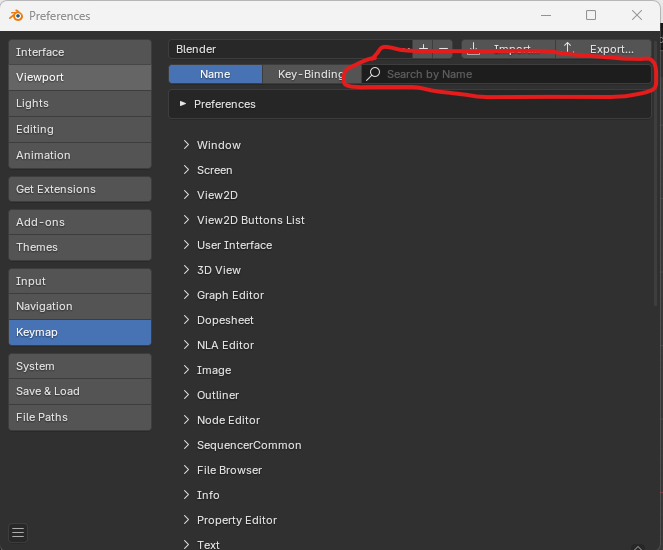 Preferences
Interface
Viewport
Lights
Editing
Animation
Get Extensions
Add-ons
Themes
Input
Navigation
Keymap
System
Save & Load
File Paths
Blender
Import...
Export...
Name
Key-Binding
Search by Name
Preferences
Window
Screen
View2D
View2D Buttons List
User Interface
3D View
Graph Editor
Dopesheet
NLA Editor
Image
Outliner
Node Editor
SequencerCommon
File Browser
Info
Property Editor
Text